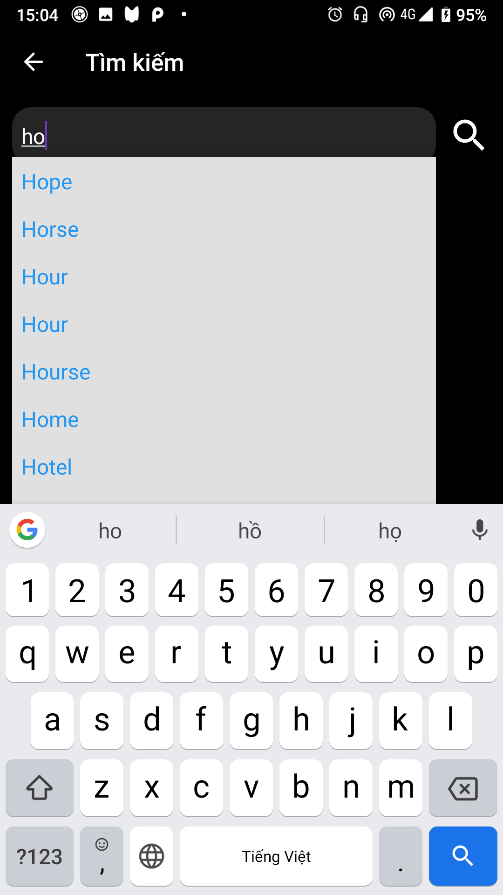 15:04 4G 95%
Tìm kiếm
ho
Hope
Horse
Hour
Hour
Hourse
Home
Hotel
ho hồ họ
1 2 3 4 5 6 7 8 9 0
q w e r t y u i o p
a s d f g h j k l
z x c v b n m
?123 , Tiếng Việt .